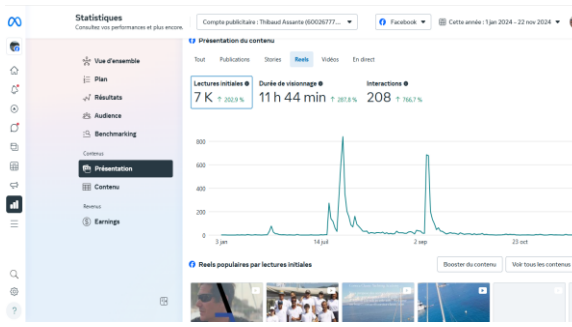 Statistiques
Consultez vos performances et plus encore.
Compte publicitaire : Thibaud Assante (60026777... ▼
Facebook ▼
Cette année : 1 jan 2024 – 22 nov 2024 ▼
Vue d'ensemble
Plan
Résultats
Audience
Benchmarking
Contenus
Présentation
Contenu
Revenus
Earnings
Présentation du contenu
Tout Publications Stories Reels Vidéos En direct
Lectures initiales Durée de visionnage Interactions
7 K ↑ 202,9 % 11 h 44 min ↑ 287,8 % 208 ↑ 766,7 %
800
600
400
200
0
3 jan 14 juil 2 sep 23 oct
Reels populaires par lectures initiales
Booster du contenu
Voir tous les contenus